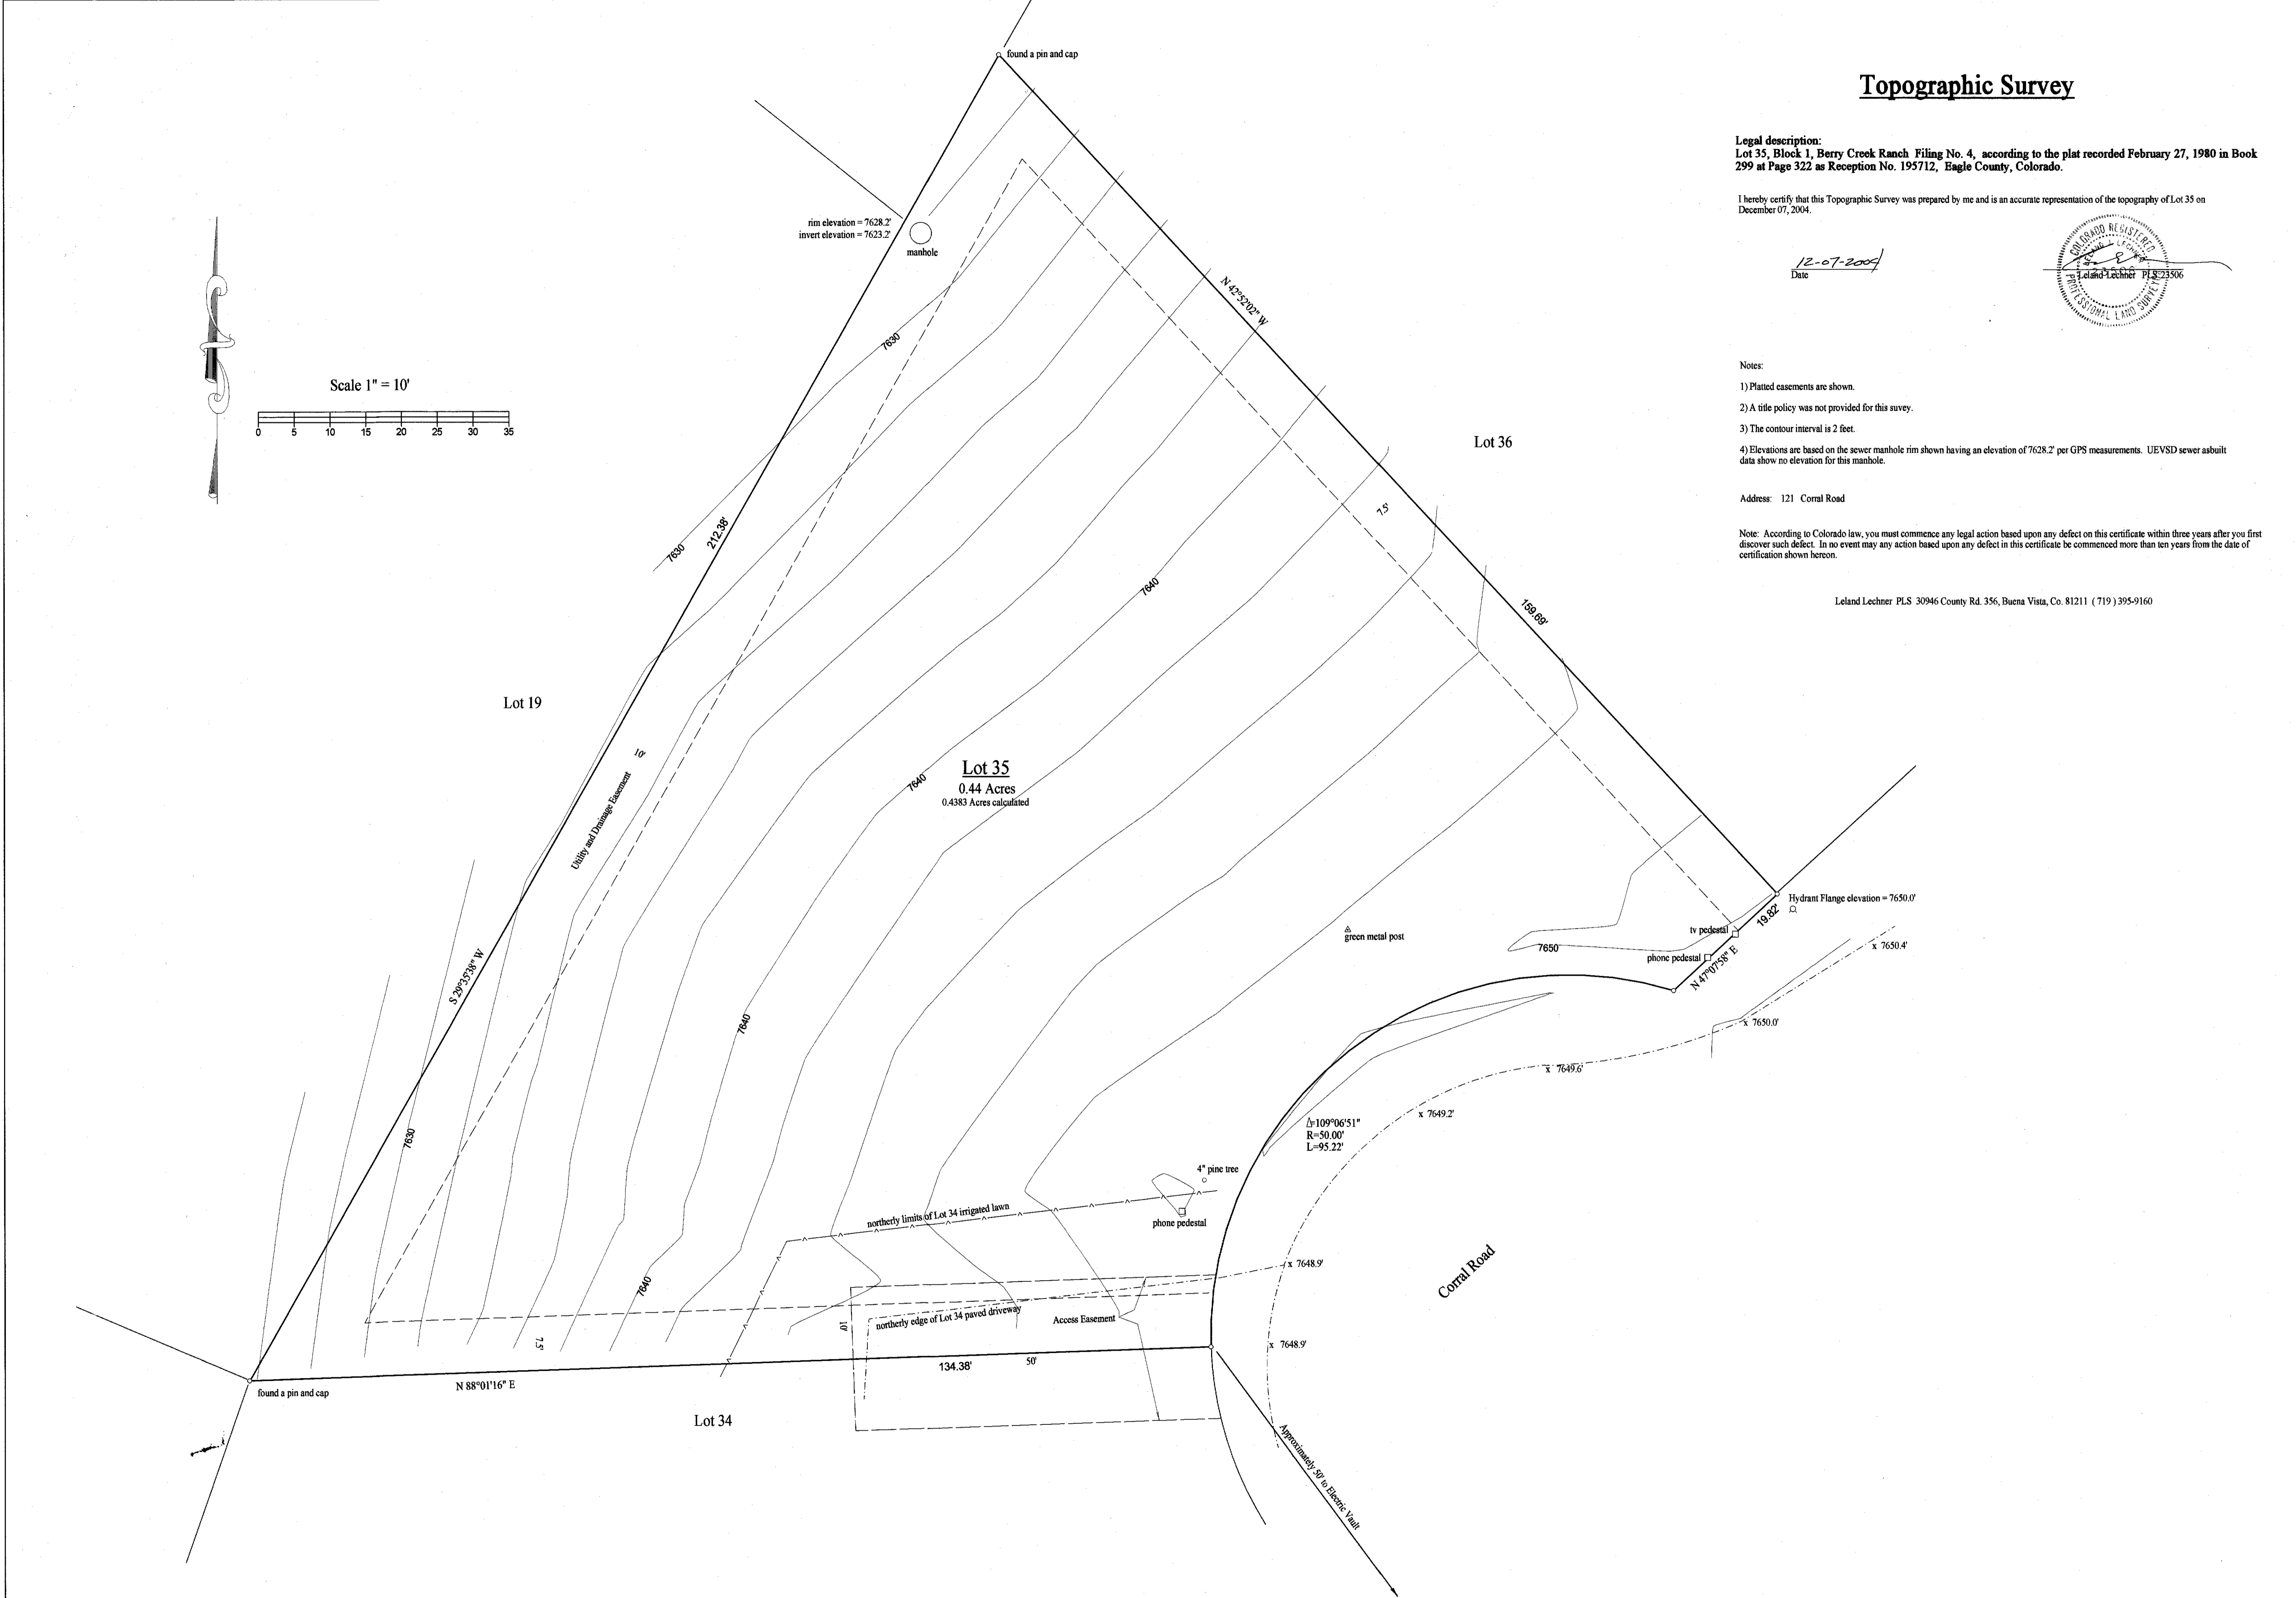 Topographic Survey
Legal description:
Lot 35, Block 1, Berry Creek Ranch Filing No. 4, according to the plat recorded February 27, 1980 in Book
299 at Page 322 as Reception No. 195712, Eagle County, Colorado.
I hereby certify that this Topographic Survey was prepared by me and is an accurate representation of the topography of Lot 35 on
December 07, 2004.
12-07-2004
Date
COLORADO REGISTERED
LELAND J LECHNER
PROFESSIONAL LAND SURVEYOR
Leland Lechner PLS 23506
Notes:
1) Platted easements are shown.
2) A title policy was not provided for this suvey.
3) The contour interval is 2 feet.
4) Elevations are based on the sewer manhole rim shown having an elevation of 7628.2' per GPS measurements. UEVSD sewer asbuilt
data show no elevation for this manhole.
Address: 121 Corral Road
Note: According to Colorado law, you must commence any legal action based upon any defect on this certificate within three years after you first
discover such defect. In no event may any action based upon any defect in this certificate be commenced more than ten years from the date of
certification shown hereon.
Leland Lechner PLS 30946 County Rd. 356, Buena Vista, Co. 81211 ( 719 ) 395-9160
found a pin and cap
rim elevation = 7628.2'
invert elevation = 7623.2'
manhole
N 42°52'02" W
7630
Scale 1" = 10'
0 5 10 15 20 25 30 35
Lot 36
7.5'
212.38'
7630
7640
159.69'
Lot 19
10'
Utility and Drainage Easement
Lot 35
0.44 Acres
0.4383 Acres calculated
7640
Hydrant Flange elevation = 7650.0'
19.82'
tv pedestal
green metal post
7650
phone pedestal
N 47°07'58" E
x 7650.4'
S 29°35'38" W
7640
x 7650.0'
x 7649.6'
x 7649.2'
Δ=109°06'51"
R=50.00'
L=95.22'
7630
4" pine tree
northerly limits of Lot 34 irrigated lawn
phone pedestal
x 7648.9'
Corral Road
7640
northerly edge of Lot 34 paved driveway
Access Easement
10'
7.5'
x 7648.9'
134.38'
50'
N 88°01'16" E
found a pin and cap
Lot 34
Approximately 50' to Electric Vault